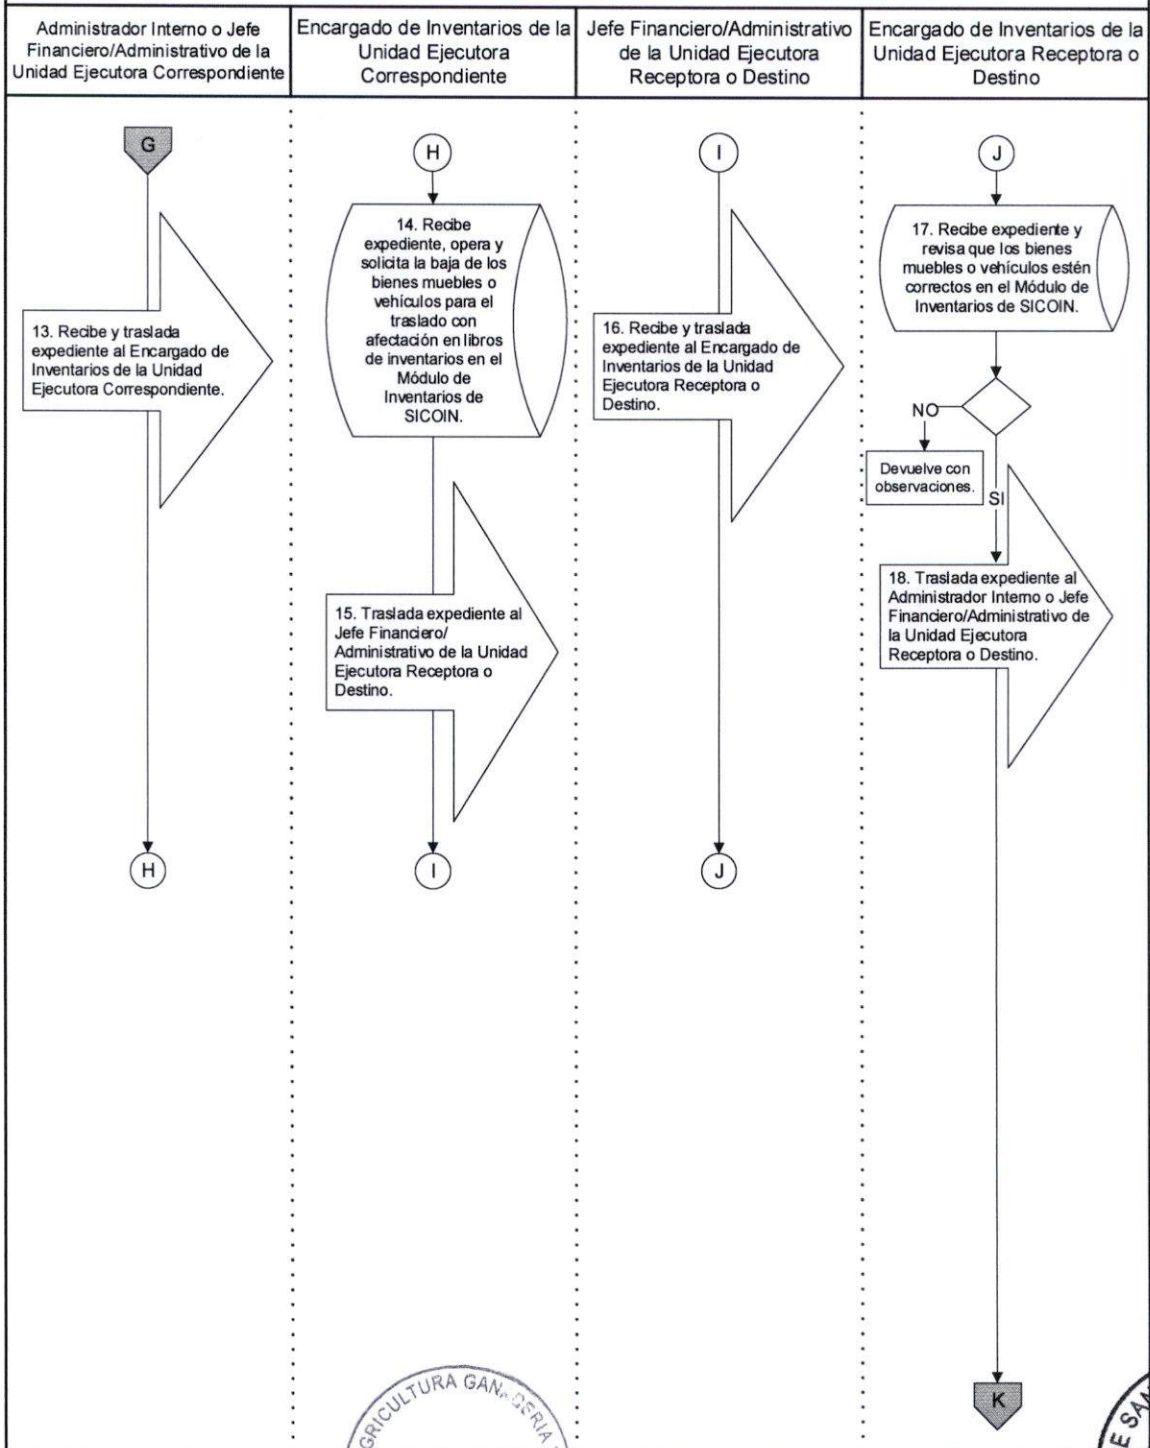 Administrador Interno o Jefe
Financiero/Administrativo de la
Unidad Ejecutora Correspondiente
Encargado de Inventarios de la
Unidad Ejecutora
Correspondiente
Jefe Financiero/Administrativo
de la Unidad Ejecutora
Receptora o Destino
Encargado de Inventarios de la
Unidad Ejecutora Receptora o
Destino
G
13. Recibe y traslada
expediente al Encargado de
Inventarios de la Unidad
Ejecutora Correspondiente.
H
H
14. Recibe
expediente, opera y
solicita la baja de los
bienes muebles o
vehículos para el
traslado con
afectación en libros
de inventarios en el
Módulo de
Inventarios de
SICOIN.
15. Traslada expediente al
Jefe Financiero/
Administrativo de la Unidad
Ejecutora Receptora o
Destino.
I
I
16. Recibe y traslada
expediente al Encargado de
Inventarios de la Unidad
Ejecutora Receptora o
Destino.
J
J
17. Recibe expediente y
revisa que los bienes
muebles o vehículos estén
correctos en el Módulo de
Inventarios de SICOIN.
NO
Devuelve con
observaciones.
SI
18. Traslada expediente al
Administrador Interno o Jefe
Financiero/Administrativo de
la Unidad Ejecutora
Receptora o Destino.
K
GRICULTURA GANADERIA
E SAN